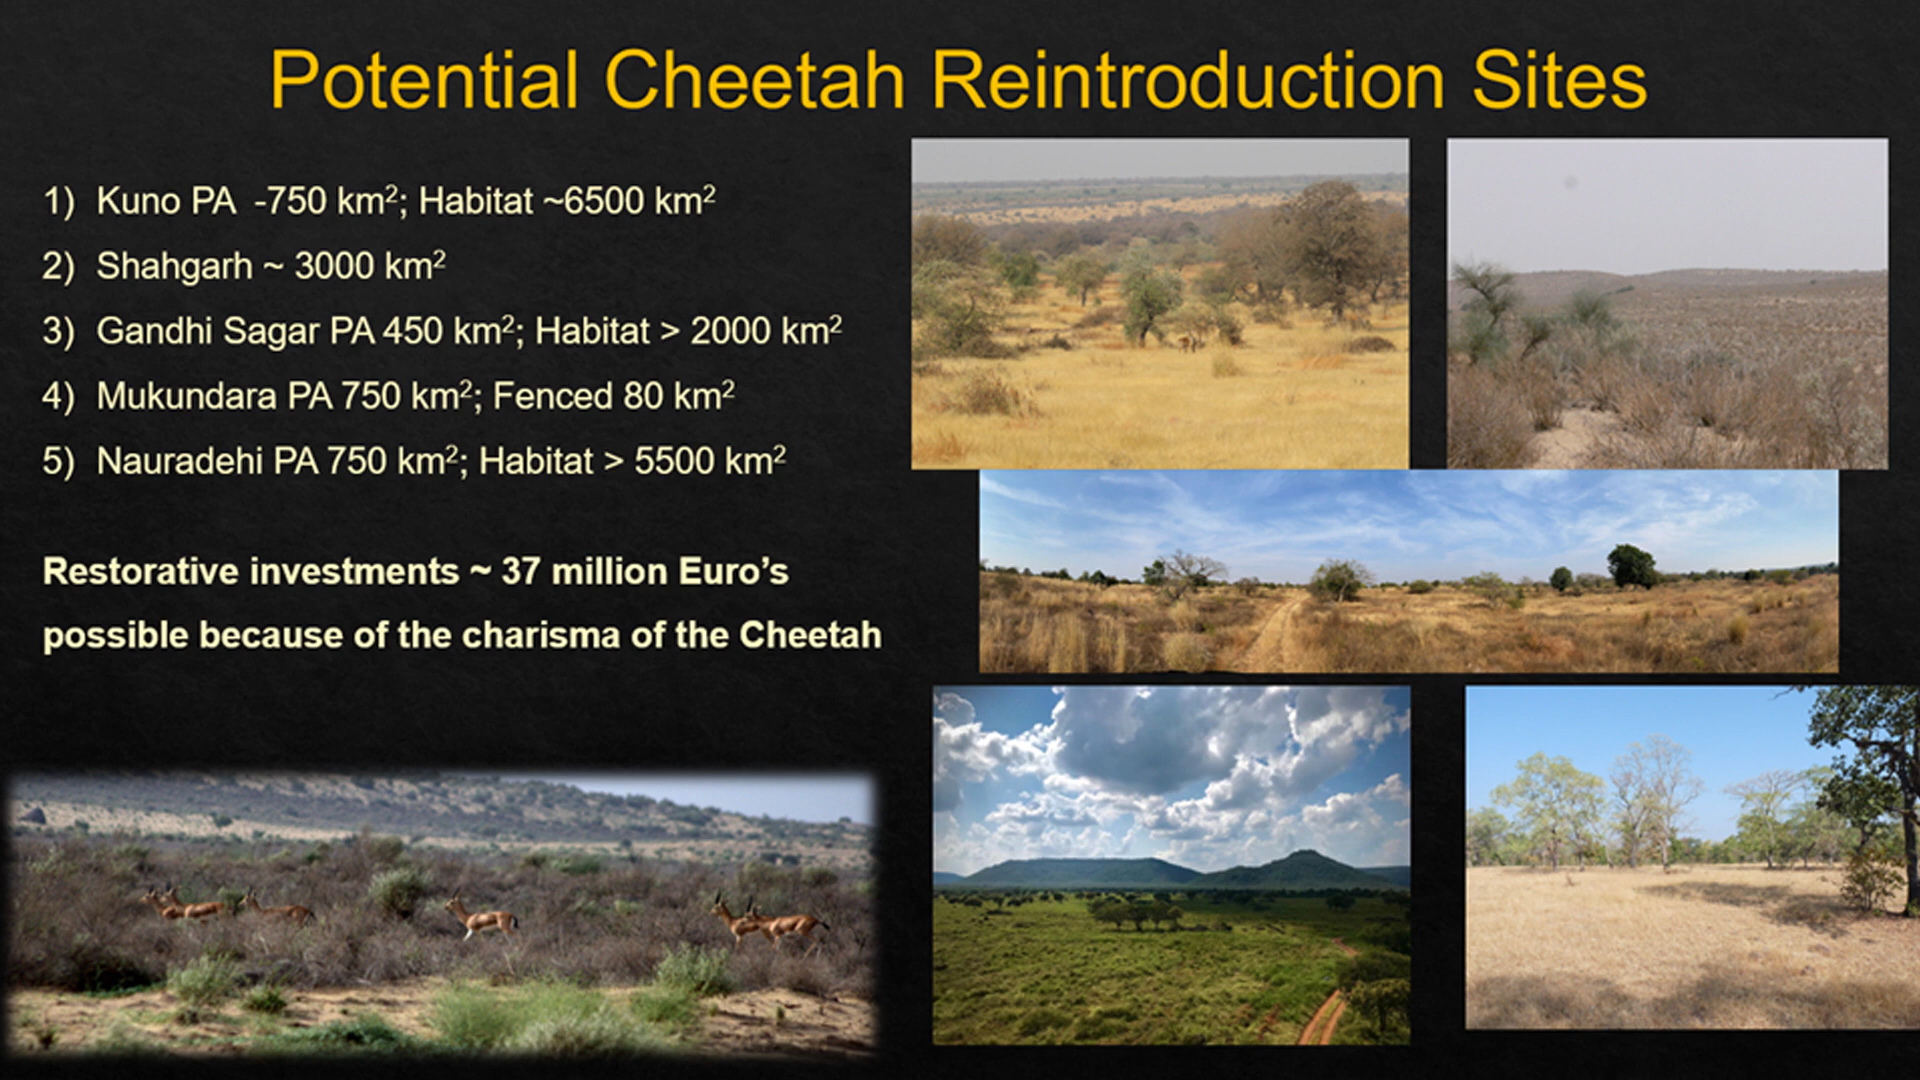 Potential Cheetah Reintroduction Sites
1) Kuno PA -750 km²; Habitat ~6500 km²
2) Shahgarh ~ 3000 km²
3) Gandhi Sagar PA 450 km²; Habitat > 2000 km²
4) Mukundara PA 750 km²; Fenced 80 km²
5) Nauradehi PA 750 km²; Habitat > 5500 km²
Restorative investments ~ 37 million Euro’s
possible because of the charisma of the Cheetah